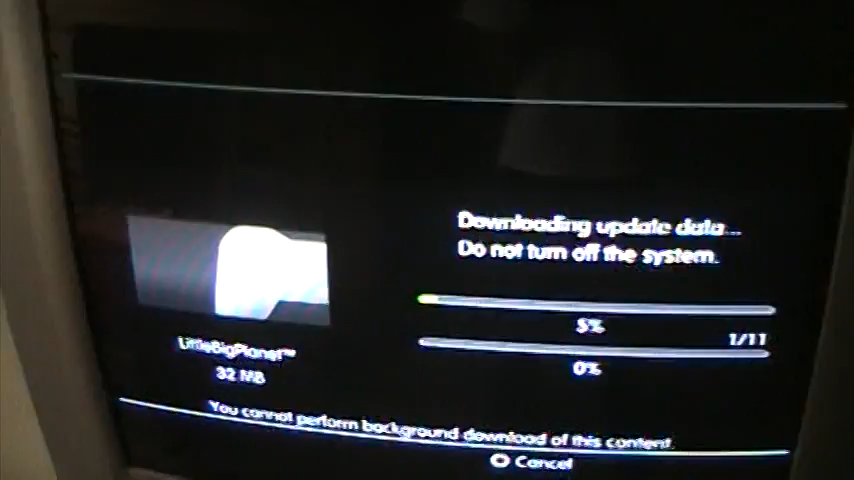 Downloading update data...
Do not turn off the system.
5%
1/11
0%
LittleBigPlanet™
32 MB
You cannot perform background download of this content.
Cancel